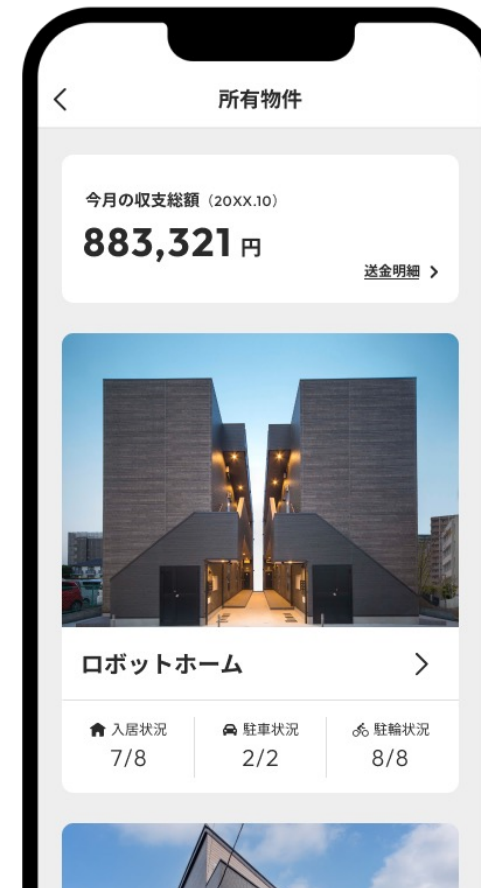 所有物件
今月の収支総額（20XX.10）
883,321 円
送金明細
ロボットホーム
入居状況 駐車状況 駐輪状況
7/8 2/2 8/8